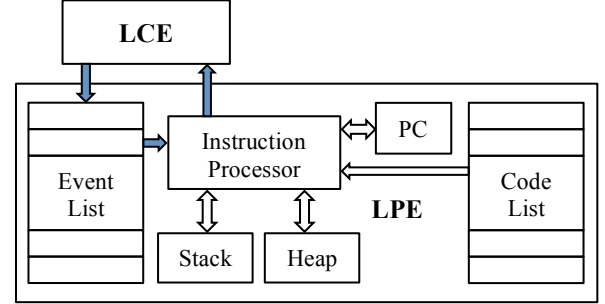 LCE
Instruction
Processor
PC
Event
List
LPE
Code
List
Stack
Heap